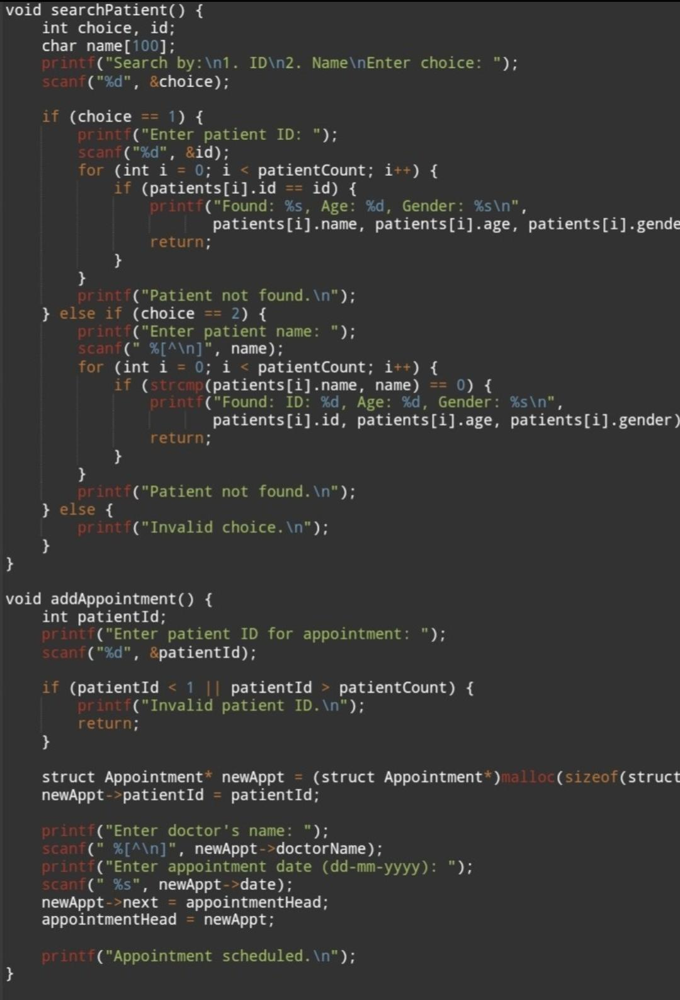 void searchPatient() {
    int choice, id;
    char name[100];
    printf("Search by:\n1. ID\n2. Name\nEnter choice: ");
    scanf("%d", &choice);

    if (choice == 1) {
        printf("Enter patient ID: ");
        scanf("%d", &id);
        for (int i = 0; i < patientCount; i++) {
            if (patients[i].id == id) {
                printf("Found: %s, Age: %d, Gender: %s\n",
                       patients[i].name, patients[i].age, patients[i].gende
                return;
            }
        }
        printf("Patient not found.\n");
    } else if (choice == 2) {
        printf("Enter patient name: ");
        scanf(" %[^\n]", name);
        for (int i = 0; i < patientCount; i++) {
            if (strcmp(patients[i].name, name) == 0) {
                printf("Found: ID: %d, Age: %d, Gender: %s\n",
                       patients[i].id, patients[i].age, patients[i].gender)
                return;
            }
        }
        printf("Patient not found.\n");
    } else {
        printf("Invalid choice.\n");
    }
}

void addAppointment() {
    int patientId;
    printf("Enter patient ID for appointment: ");
    scanf("%d", &patientId);

    if (patientId < 1 || patientId > patientCount) {
        printf("Invalid patient ID.\n");
        return;
    }

    struct Appointment* newAppt = (struct Appointment*)malloc(sizeof(struct
    newAppt->patientId = patientId;

    printf("Enter doctor's name: ");
    scanf(" %[^\n]", newAppt->doctorName);
    printf("Enter appointment date (dd-mm-yyyy): ");
    scanf(" %s", newAppt->date);
    newAppt->next = appointmentHead;
    appointmentHead = newAppt;

    printf("Appointment scheduled.\n");
}